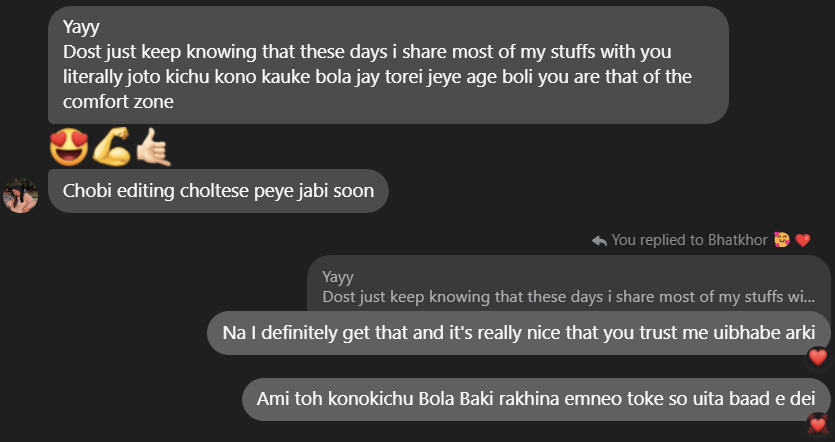 Yayy
Dost just keep knowing that these days i share most of my stuffs with you
literally joto kichu kono kauke bola jay torei jeye age boli you are that of the
comfort zone
Chobi editing choltese peye jabi soon
You replied to Bhatkhor 🥰 ❤️
Yayy
Dost just keep knowing that these days i share most of my stuffs wi...
Na I definitely get that and it's really nice that you trust me uibhabe arki
Ami toh konokichu Bola Baki rakhina emneo toke so uita baad e dei